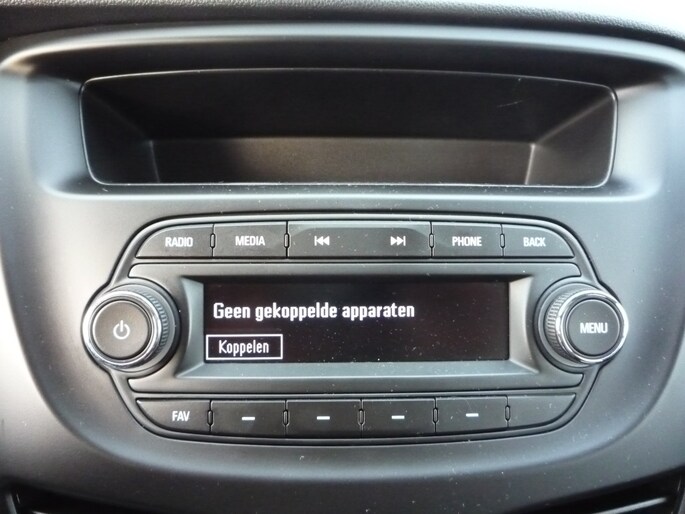 RADIO MEDIA PHONE BACK
Geen gekoppelde apparaten
MENU
Koppelen
FAV